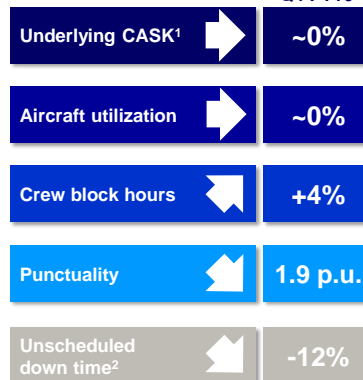 Underlying CASK¹
~0%
Aircraft utilization
~0%
Crew block hours
+4%
Punctuality
1.9 p.u.
Unscheduled
down time²
-12%